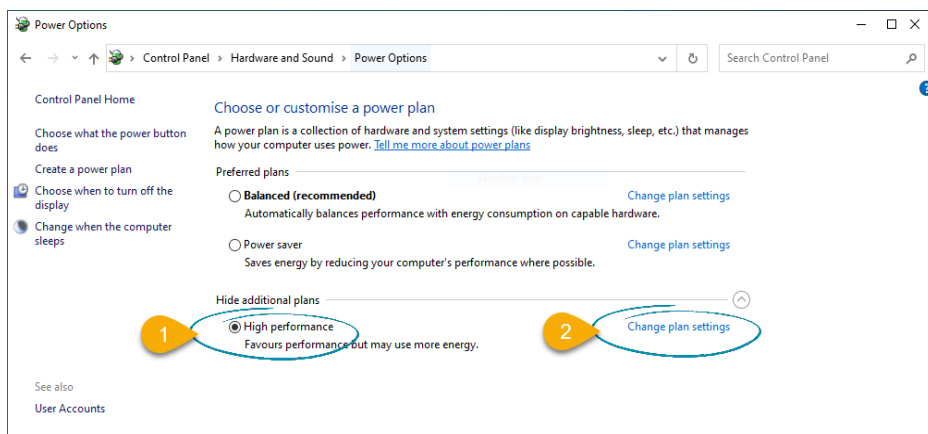 Power Options
Control Panel > Hardware and Sound > Power Options
Search Control Panel
Control Panel Home
Choose what the power button
does
Create a power plan
Choose when to turn off the
display
Change when the computer
sleeps
See also
User Accounts
Choose or customise a power plan
A power plan is a collection of hardware and system settings (like display brightness, sleep, etc.) that manages
how your computer uses power. Tell me more about power plans
Preferred plans
Balanced (recommended) Change plan settings
Automatically balances performance with energy consumption on capable hardware.
Power saver Change plan settings
Saves energy by reducing your computer's performance where possible.
Hide additional plans
1 High performance 2 Change plan settings
Favours performance but may use more energy.
?